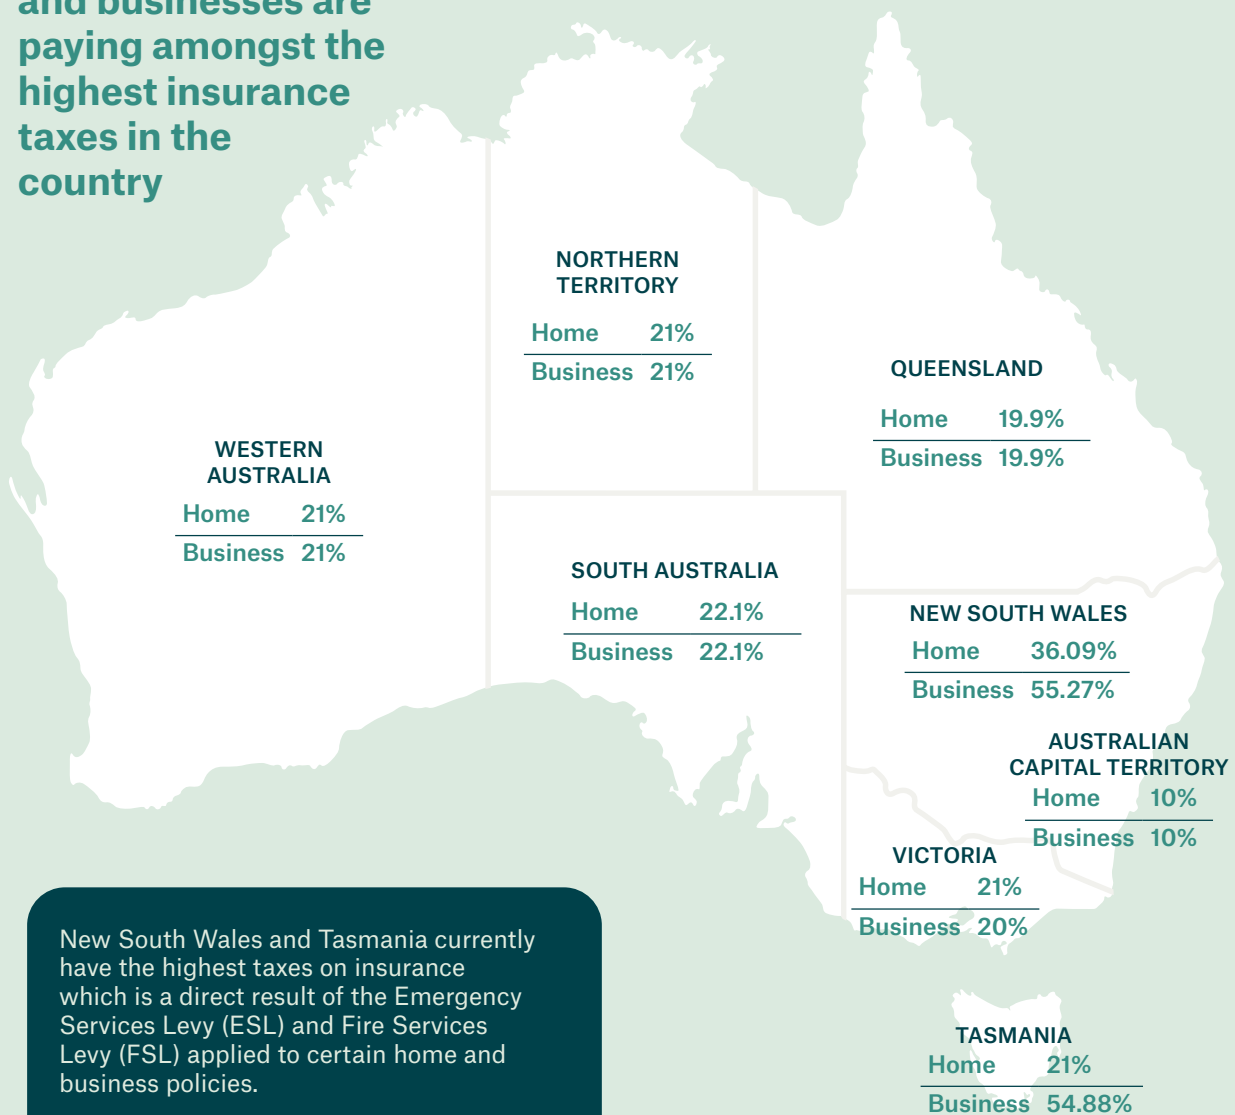 and businesses are
paying amongst the
highest insurance
taxes in the
country
NORTHERN
TERRITORY
Home 21%
Business 21%
QUEENSLAND
Home 19.9%
Business 19.9%
WESTERN
AUSTRALIA
Home 21%
Business 21%
SOUTH AUSTRALIA
Home 22.1%
Business 22.1%
NEW SOUTH WALES
Home 36.09%
Business 55.27%
AUSTRALIAN
CAPITAL TERRITORY
Home 10%
Business 10%
VICTORIA
Home 21%
Business 20%
New South Wales and Tasmania currently
have the highest taxes on insurance
which is a direct result of the Emergency
Services Levy (ESL) and Fire Services
Levy (FSL) applied to certain home and
business policies.
TASMANIA
Home 21%
Business 54.88%